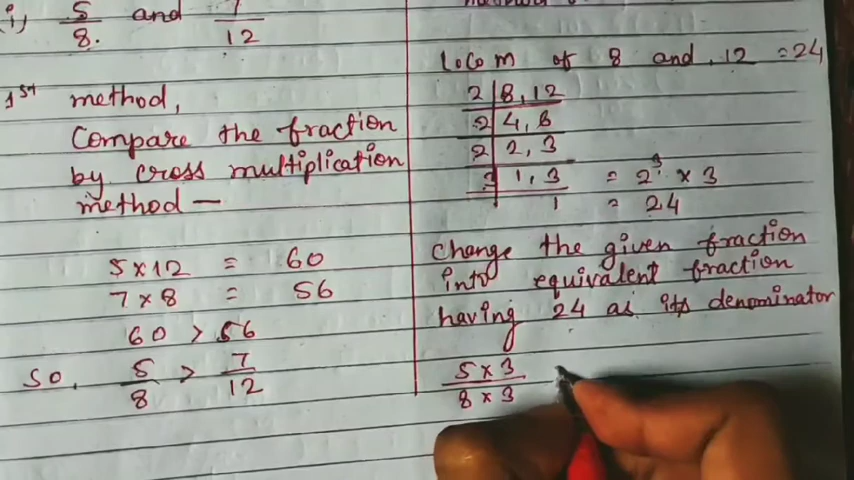 (i) 5/8. and 7/12
1st method,
Compare the fraction
by cross multiplication
method —
5 x 12 = 60
7 x 8 = 56
60 > 56
so, 5/8 > 7/12
LoCo m of 8 and, 12 = 24
2 | 8, 12
2 | 4, 6
2 | 2, 3
3 | 1, 3 = 2³ x 3
1 = 24
Change the given fraction
into equivalent fraction
having 24 as its denominator
5 x 3
8 x 3